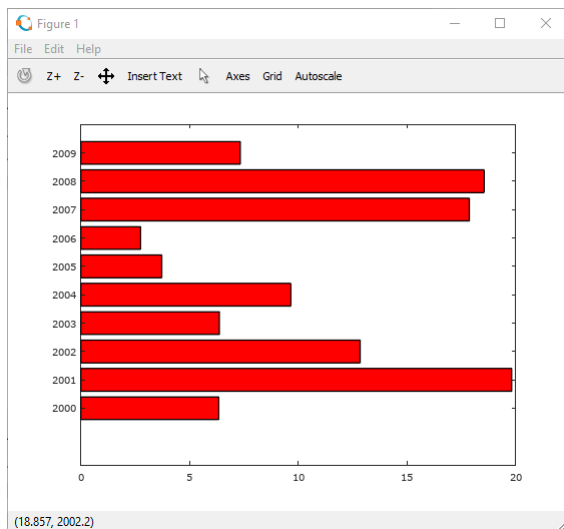 Figure 1
File Edit Help
Z+ Z- Insert Text Axes Grid Autoscale
2009
2008
2007
2006
2005
2004
2003
2002
2001
2000
0 5 10 15 20
(18.857, 2002.2)